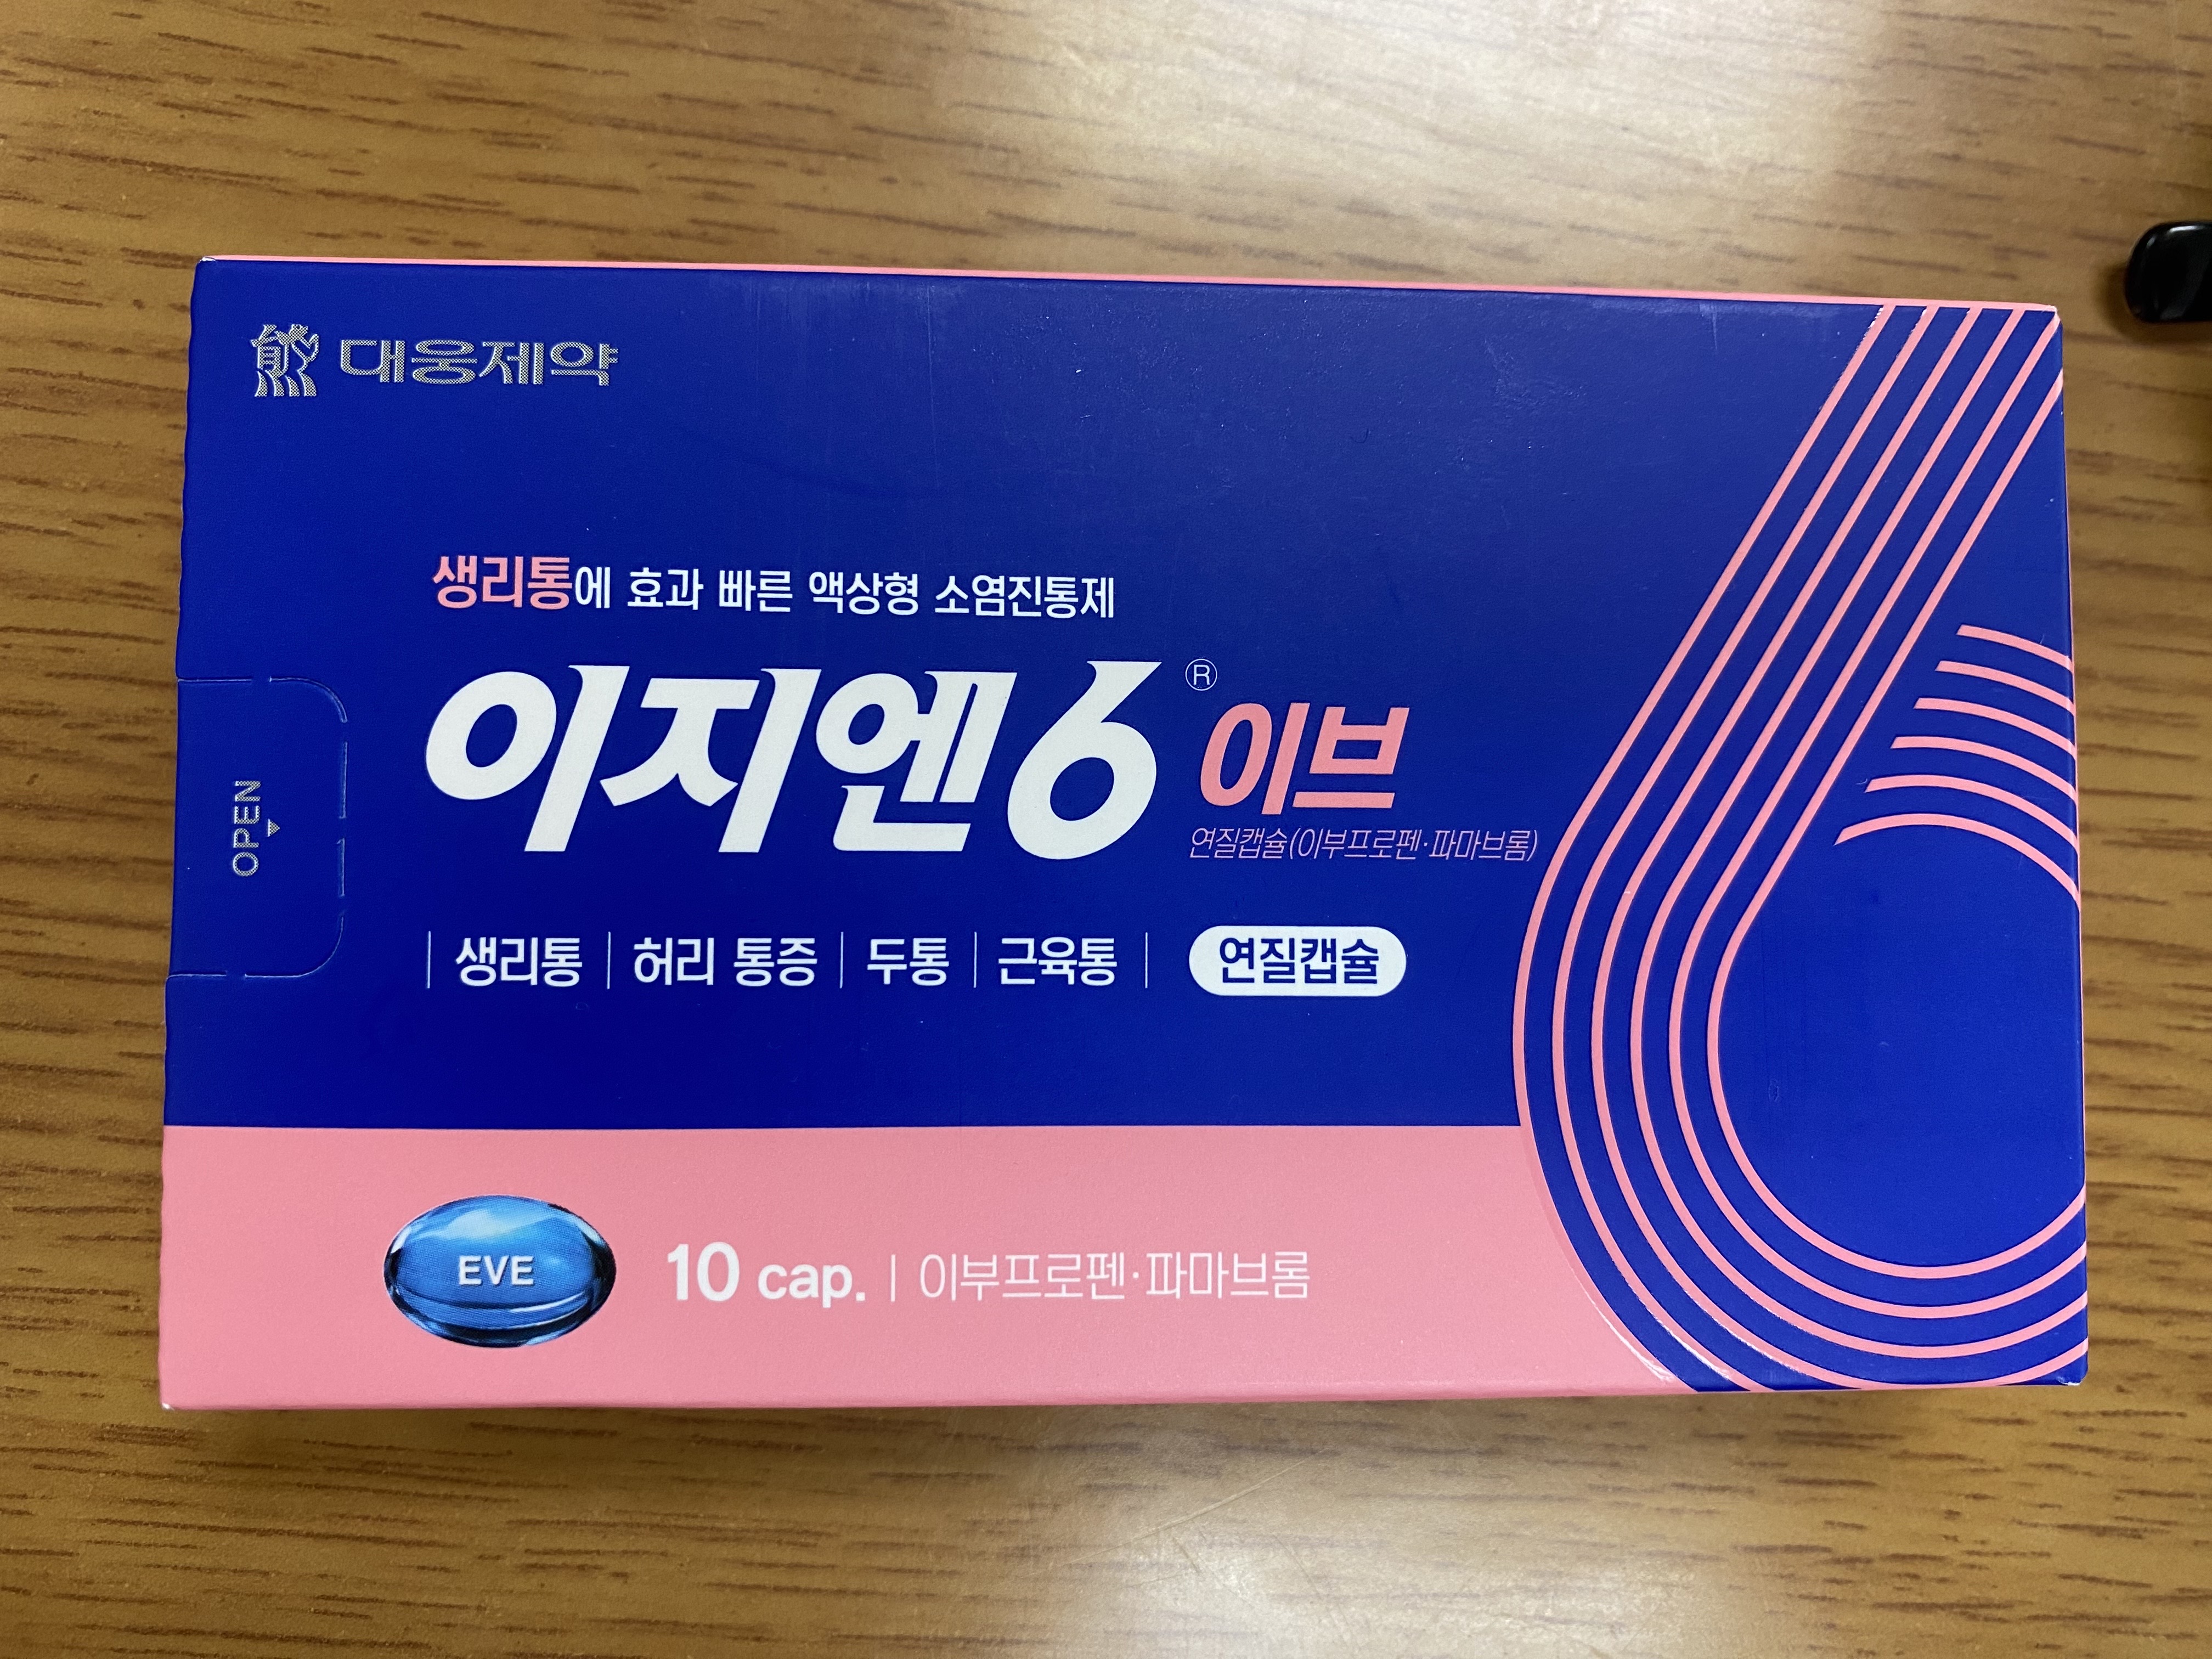 대웅제약
생리통에 효과 빠른 액상형 소염진통제
이지엔6® 이브
연질캡슐(이부프로펜·파마브롬)
| 생리통 | 허리 통증 | 두통 | 근육통 | 연질캡슐
EVE
10 cap. | 이부프로펜·파마브롬
OPEN